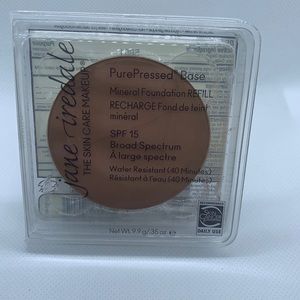 jane iredale
THE SKIN CARE MAKEUP®
PurePressed® Base
Mineral Foundation REFILL
RECHARGE Fond de teint
minéral
SPF 15
Broad Spectrum
À large spectre
Water Resistant (40 Minutes)
Résistant à l'eau (40 Minutes)
Net Wt. 9.9 g/.35 oz e
RECOMMENDED
DAILY USE